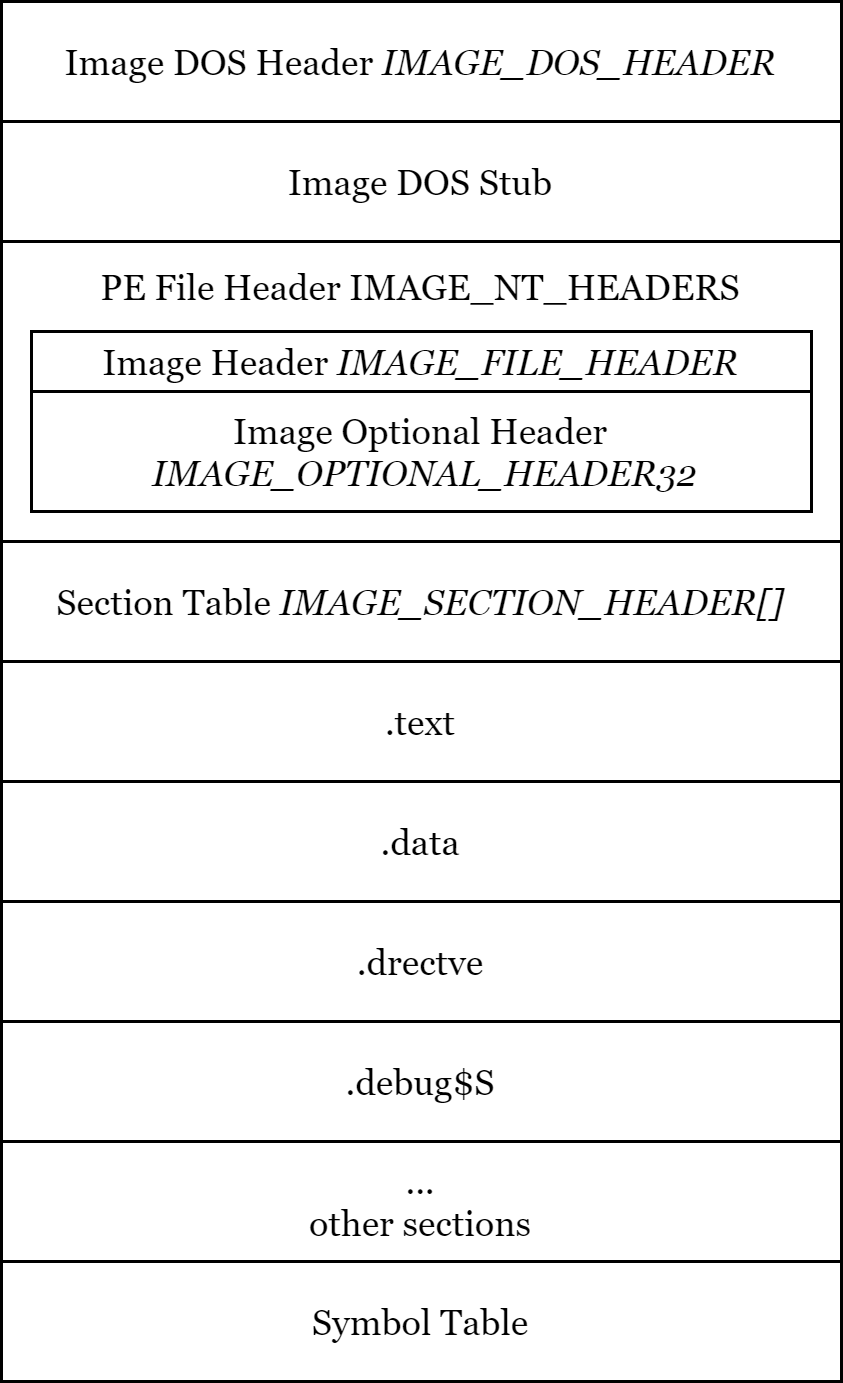 Image DOS Header IMAGE_DOS_HEADER
Image DOS Stub
PE File Header IMAGE_NT_HEADERS
Image Header IMAGE_FILE_HEADER
Image Optional Header
IMAGE_OPTIONAL_HEADER32
Section Table IMAGE_SECTION_HEADER[]
.text
.data
.drectve
.debug$S
...
other sections
Symbol Table